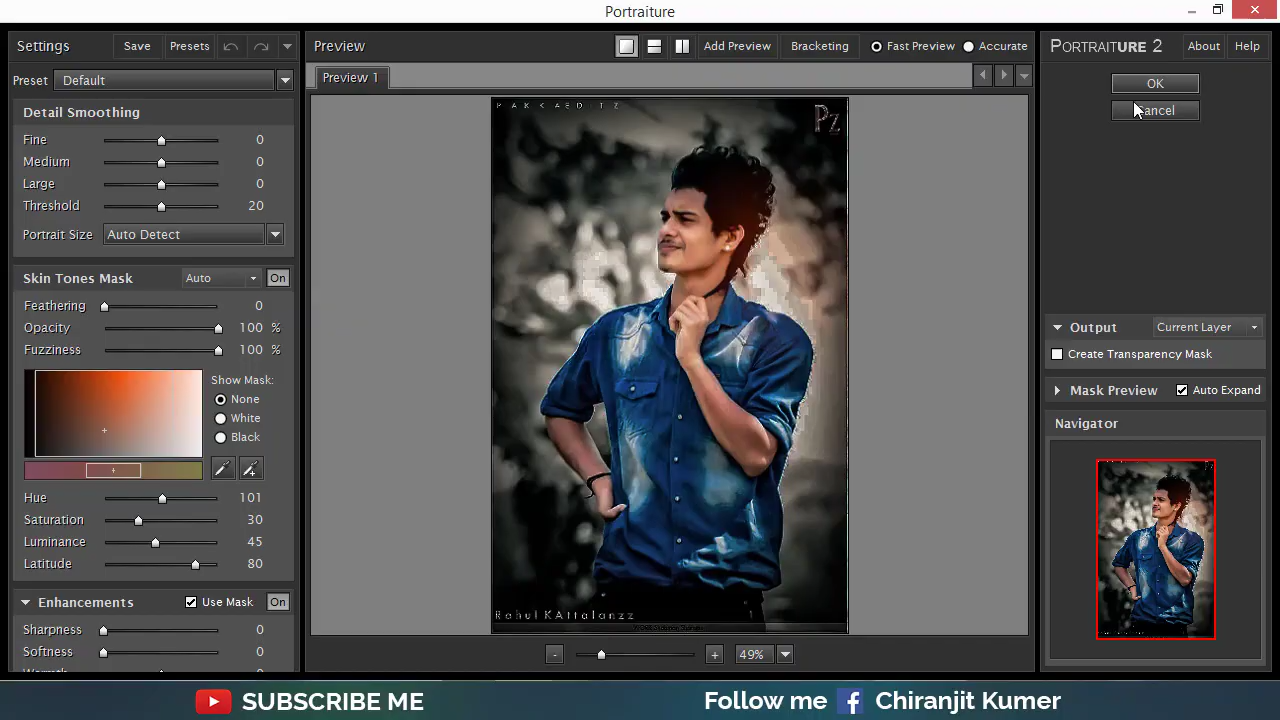 Portraiture
Settings
Save
Presets
Preview
Add Preview
Bracketing
Fast Preview
Accurate
PORTRAITURE 2
About
Help
Preset
Default
Preview 1
OK
Cancel
Detail Smoothing
Fine 0
Medium 0
Large 0
Threshold 20
Portrait Size Auto Detect
Skin Tones Mask Auto On
Feathering 0
Opacity 100 %
Fuzziness 100 %
Show Mask:
None
White
Black
Hue 101
Saturation 30
Luminance 45
Latitude 80
Enhancements Use Mask On
Sharpness 0
Softness 0
PAKKAEDITZ
Pz
Rahul KAttalanzz
- + 49%
Output Current Layer
Create Transparency Mask
Mask Preview Auto Expand
Navigator
SUBSCRIBE ME
Follow me f Chiranjit Kumer